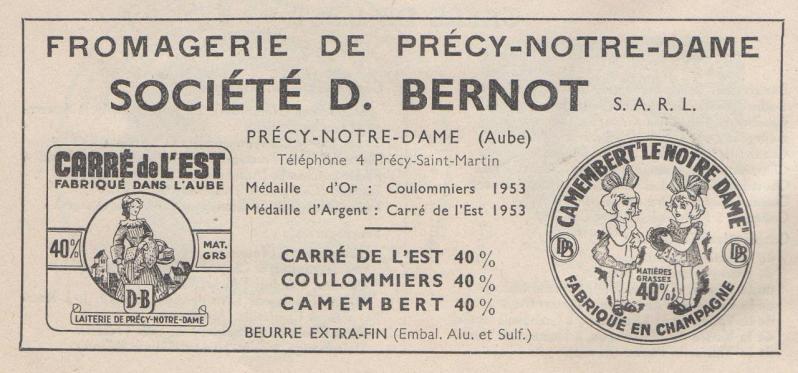 FROMAGERIE DE PRÉCY-NOTRE-DAME
SOCIÉTÉ D. BERNOT S. A. R. L.
PRÉCY-NOTRE-DAME (Aube)
Téléphone 4 Précy-Saint-Martin
Médaille d'Or : Coulommiers 1953
Médaille d'Argent : Carré de l'Est 1953
CARRÉ DE L'EST 40 %
COULOMMIERS 40 %
CAMEMBERT 40 %
BEURRE EXTRA-FIN (Embal. Alu. et Sulf.)
CARRÉ de L'EST
FABRIQUÉ DANS L'AUBE
40%
MAT.
GRS
D-B
LAITERIE DE PRÉCY-NOTRE-DAME
CAMEMBERT "LE NOTRE DAME"
DB
DB
MATIÈRES
GRASSES
40%
FABRIQUÉ EN CHAMPAGNE